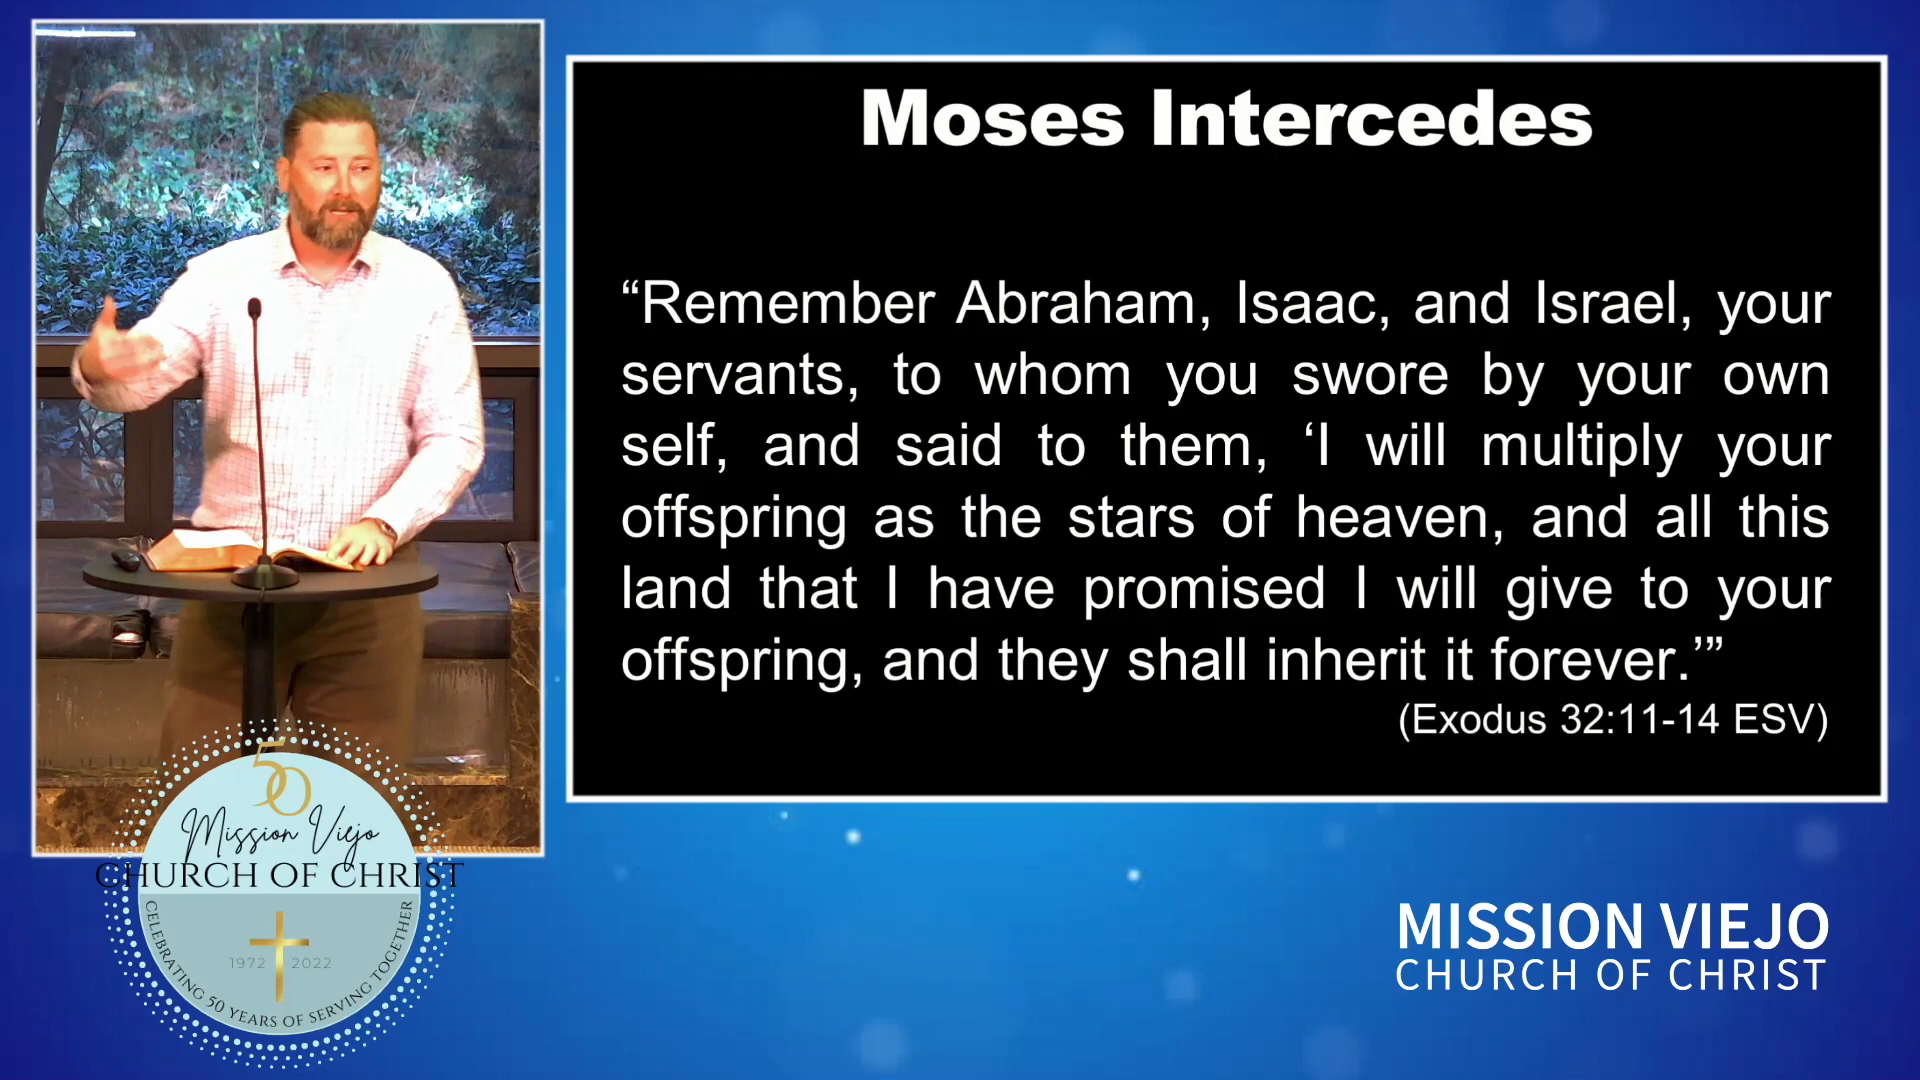 Moses Intercedes
“Remember Abraham, Isaac, and Israel, your
servants, to whom you swore by your own
self, and said to them, ‘I will multiply your
offspring as the stars of heaven, and all this
land that I have promised I will give to your
offspring, and they shall inherit it forever.’”
(Exodus 32:11-14 ESV)
50
Mission Viejo
CHURCH OF CHRIST
1972 2022
CELEBRATING 50 YEARS OF SERVING TOGETHER
MISSION VIEJO
CHURCH OF CHRIST